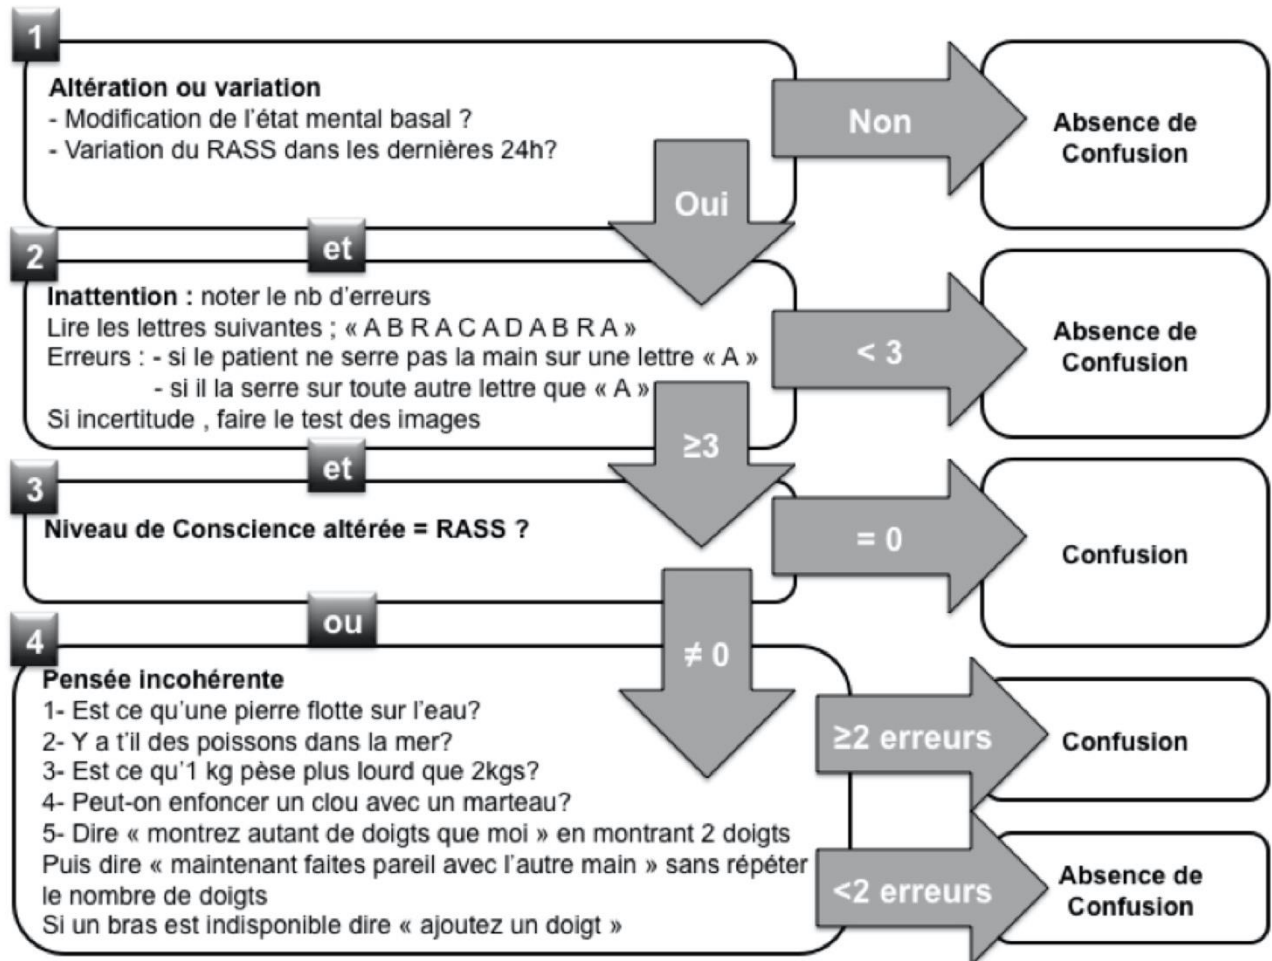 1
Altération ou variation
- Modification de l'état mental basal ?
- Variation du RASS dans les dernières 24h?
Non
Absence de
Confusion
Oui
et
2
Inattention : noter le nb d'erreurs
Lire les lettres suivantes ; « A B R A C A D A B R A »
Erreurs : - si le patient ne serre pas la main sur une lettre « A »
- si il la serre sur toute autre lettre que « A »
Si incertitude , faire le test des images
< 3
Absence de
Confusion
≥3
et
3
Niveau de Conscience altérée = RASS ?
= 0
Confusion
≠ 0
ou
4
Pensée incohérente
1- Est ce qu'une pierre flotte sur l'eau?
2- Y a t'il des poissons dans la mer?
3- Est ce qu'1 kg pèse plus lourd que 2kgs?
4- Peut-on enfoncer un clou avec un marteau?
5- Dire « montrez autant de doigts que moi » en montrant 2 doigts
Puis dire « maintenant faites pareil avec l'autre main » sans répéter
le nombre de doigts
Si un bras est indisponible dire « ajoutez un doigt »
≥2 erreurs
Confusion
<2 erreurs
Absence de
Confusion